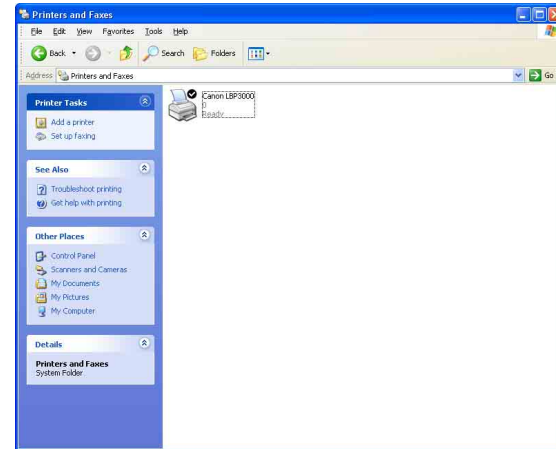 Printers and Faxes
File Edit View Favorites Tools Help
Back Search Folders
Address Printers and Faxes Go
Printer Tasks
Add a printer
Set up faxing
See Also
Troubleshoot printing
Get help with printing
Other Places
Control Panel
Scanners and Cameras
My Documents
My Pictures
My Computer
Details
Printers and Faxes
System Folder
Canon LBP3000
0
Ready